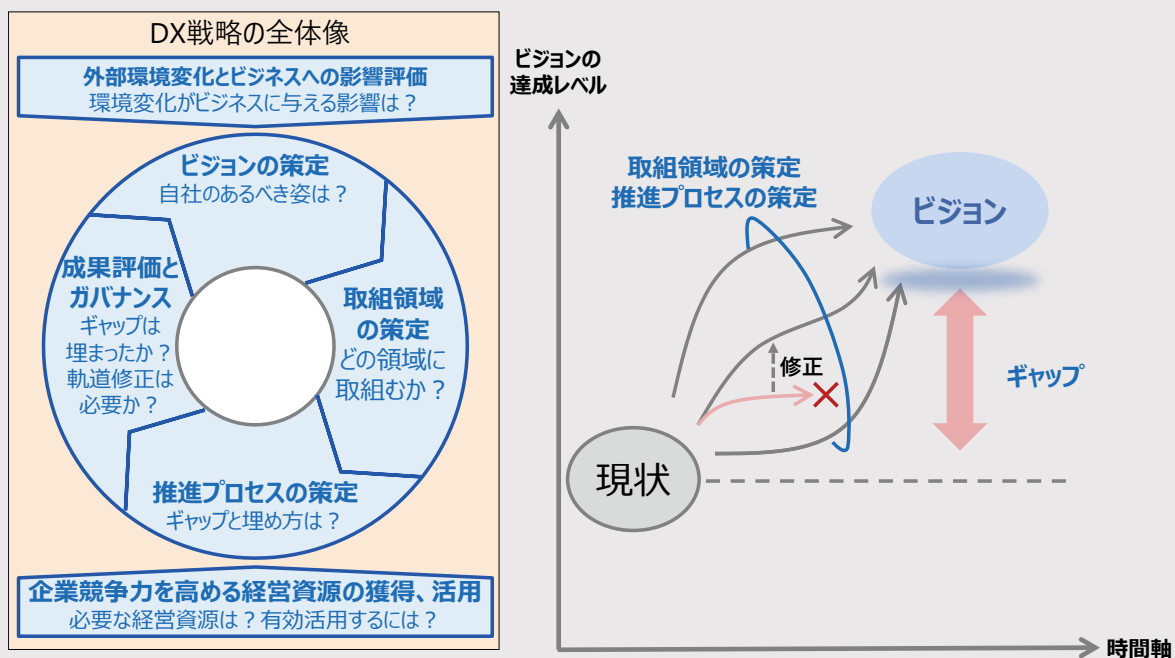 DX戦略の全体像
外部環境変化とビジネスへの影響評価
環境変化がビジネスに与える影響は？
ビジョンの策定
自社のあるべき姿は？
成果評価と
ガバナンス
ギャップは
埋まったか？
軌道修正は
必要か？
取組領域
の策定
どの領域に
取組むか？
推進プロセスの策定
ギャップと埋め方は？
企業競争力を高める経営資源の獲得、活用
必要な経営資源は？有効活用するには？
ビジョンの
達成レベル
取組領域の策定
推進プロセスの策定
ビジョン
修正
ギャップ
現状
時間軸